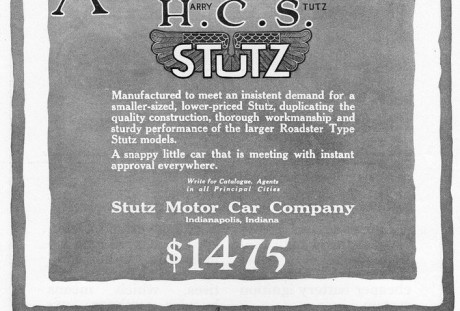 A
H.C.S.
ARRY TUTZ
STUTZ
Manufactured to meet an insistent demand for a
smaller-sized, lower-priced Stutz, duplicating the
quality construction, thorough workmanship and
sturdy performance of the larger Roadster Type
Stutz models.
A snappy little car that is meeting with instant
approval everywhere.
Write for Catalogue. Agents
in all Principal Cities
Stutz Motor Car Company
Indianapolis, Indiana
$1475